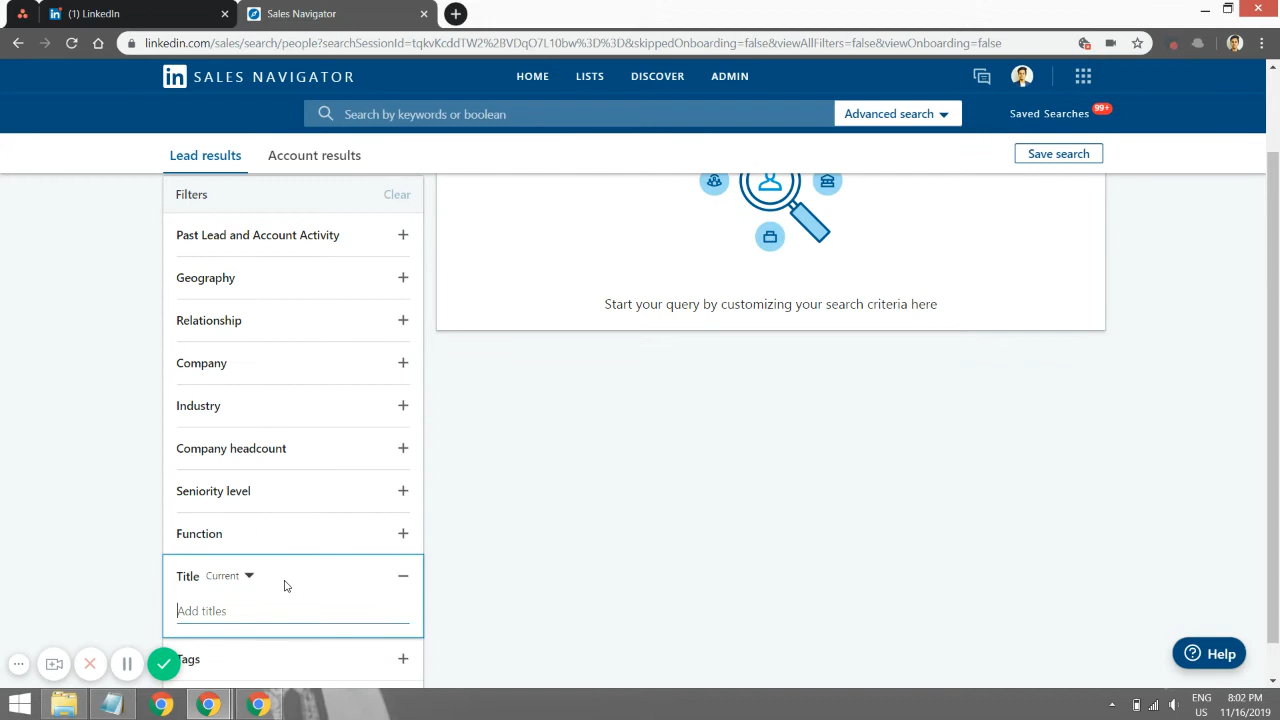 (1) LinkedIn
Sales Navigator
linkedin.com/sales/search/people?searchSessionId=tqkvKcddTW2%2BVDqO7L10bw%3D%3D&skippedOnboarding=false&viewAllFilters=false&viewOnboarding=false
in SALES NAVIGATOR
HOME
LISTS
DISCOVER
ADMIN
Search by keywords or boolean
Advanced search
Saved Searches
99+
Lead results
Account results
Save search
Filters
Clear
Past Lead and Account Activity
Geography
Relationship
Company
Industry
Company headcount
Seniority level
Function
Title Current
Add titles
Tags
Start your query by customizing your search criteria here
Help
ENG
US
8:02 PM
11/16/2019